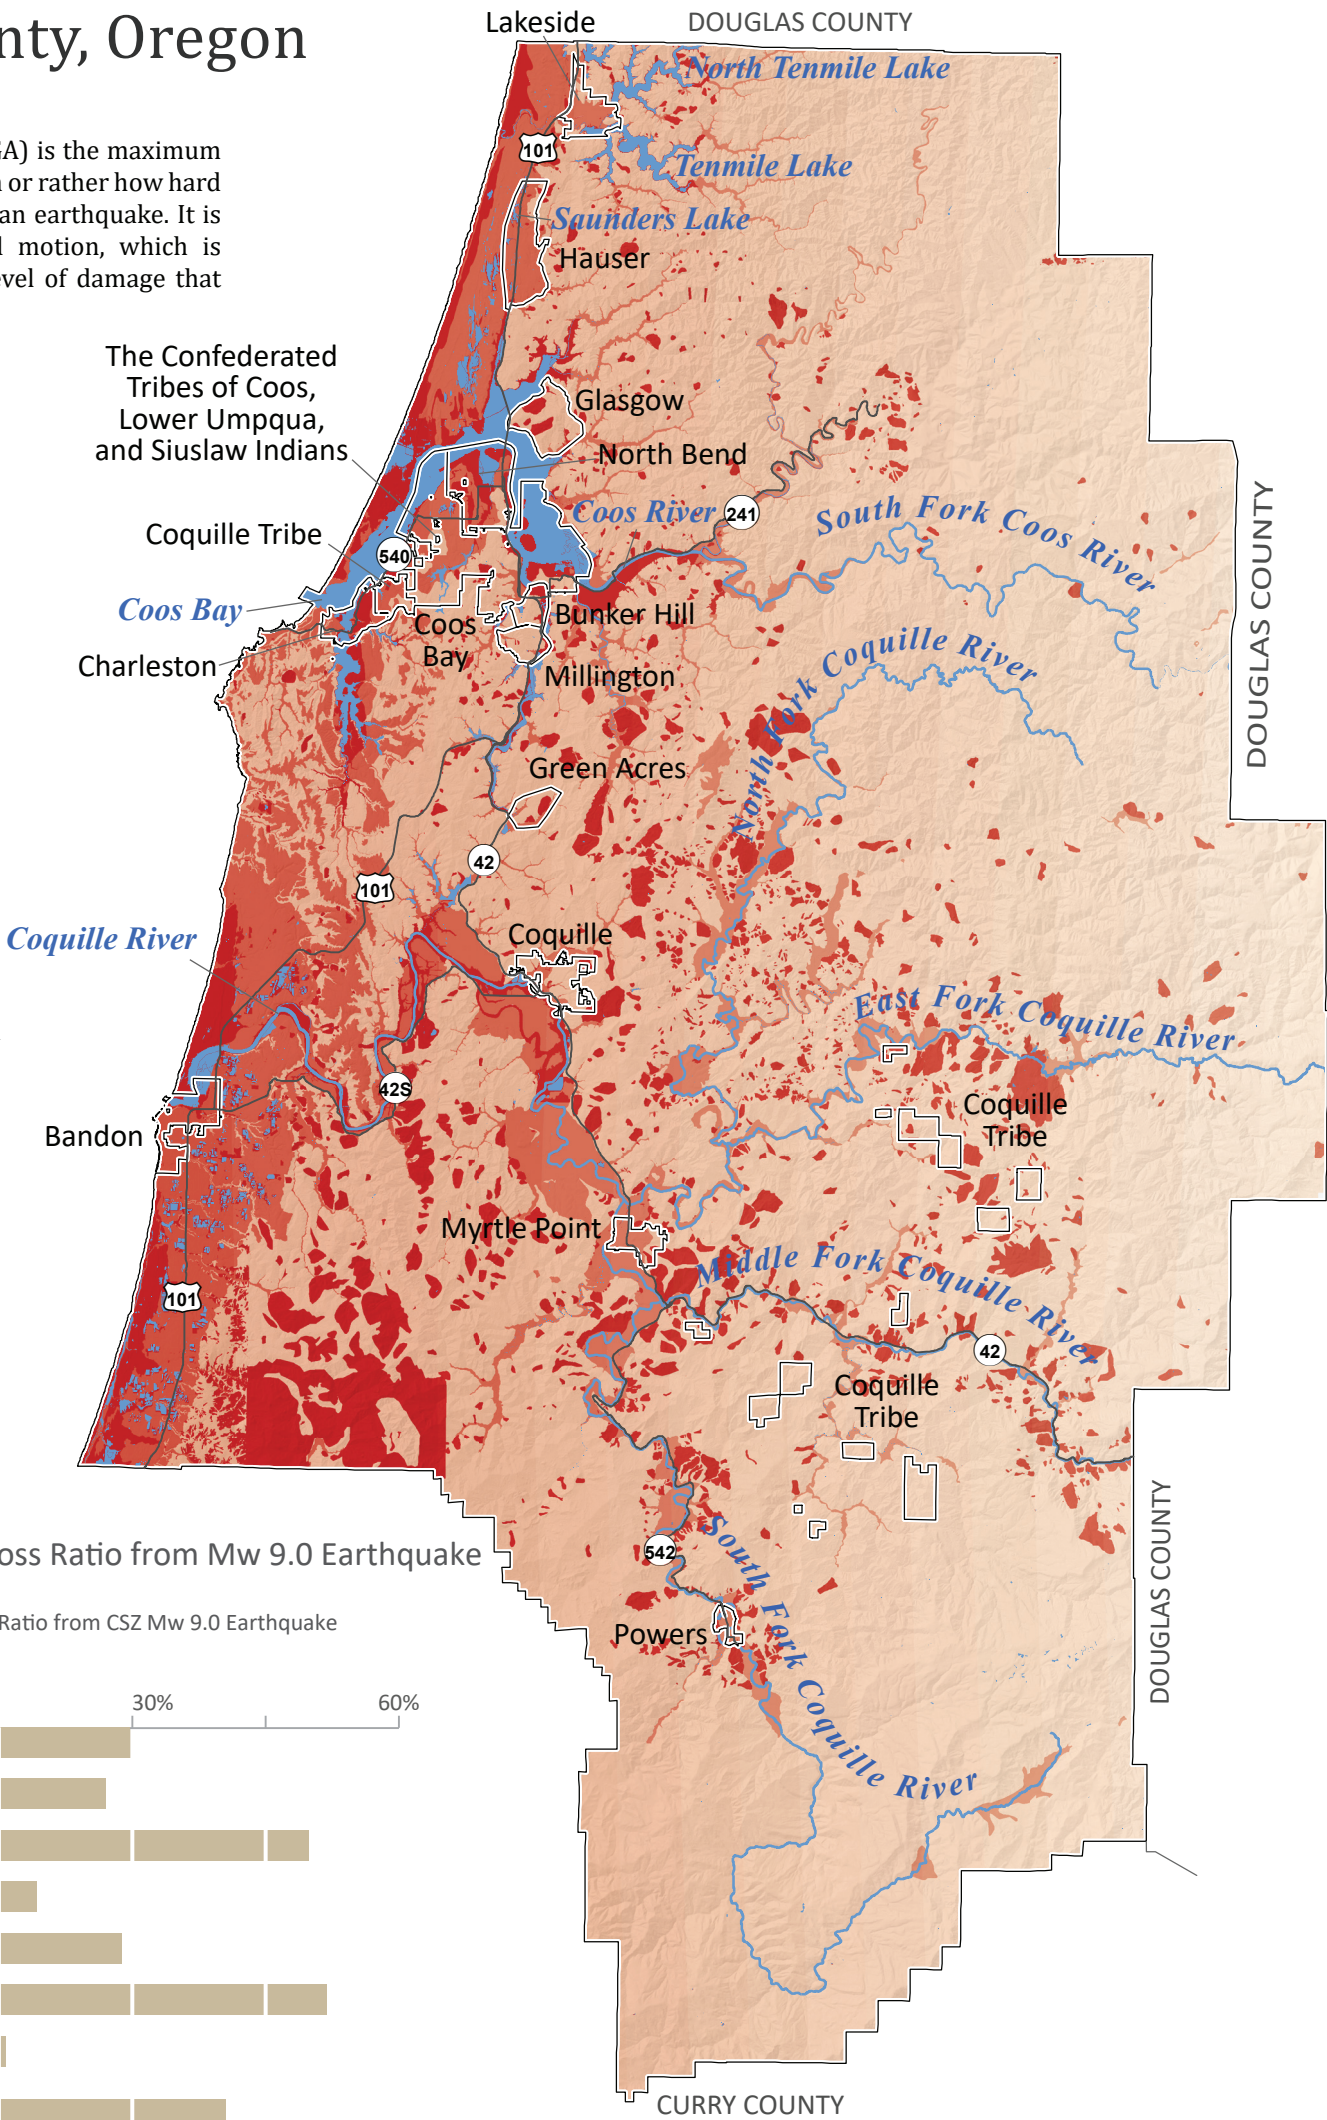 nty, Oregon
GA) is the maximum
n or rather how hard
an earthquake. It is
l motion, which is
evel of damage that
Lakeside
DOUGLAS COUNTY
North Tenmile Lake
101
Tenmile Lake
Saunders Lake
Hauser
The Confederated
Tribes of Coos,
Lower Umpqua,
and Siuslaw Indians
Glasgow
North Bend
Coos River
241
South Fork Coos River
DOUGLAS COUNTY
Coquille Tribe
540
Coos Bay
Coos
Bay
Bunker Hill
Charleston
Millington
North Fork Coquille River
Green Acres
42
101
Coquille River
Coquille
East Fork Coquille River
42S
Coquille
Tribe
Bandon
Myrtle Point
Middle Fork Coquille River
101
42
Coquille
Tribe
DOUGLAS COUNTY
oss Ratio from Mw 9.0 Earthquake
542
South Fork Coquille River
Ratio from CSZ Mw 9.0 Earthquake
Powers
30%
60%
CURRY COUNTY